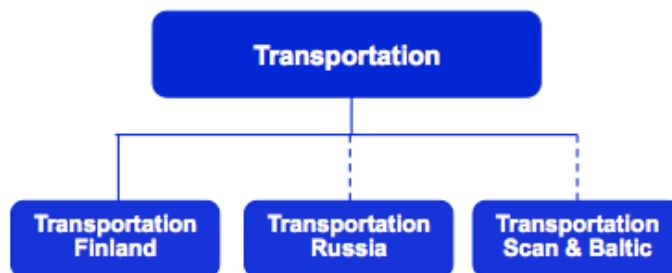 Transportation
Transportation
Finland
Transportation
Russia
Transportation
Scan & Baltic